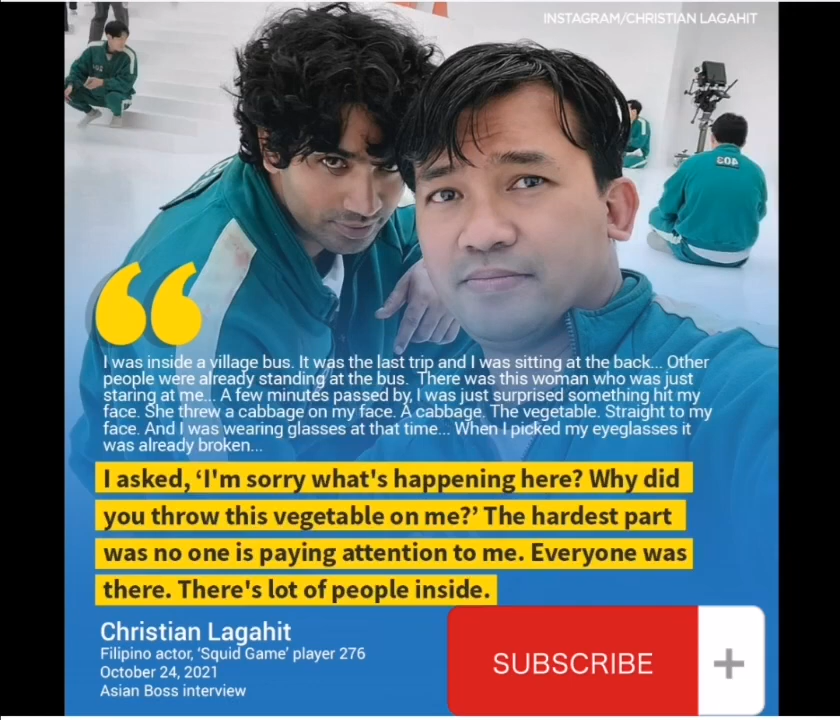 INSTAGRAM/CHRISTIAN LAGAHIT
I was inside a village bus. It was the last trip and I was sitting at the back... Other
people were already standing at the bus. There was this woman who was just
staring at me... A few minutes passed by, I was just surprised something hit my
face. She threw a cabbage on my face. A cabbage. The vegetable. Straight to my
face. And I was wearing glasses at that time... When I picked my eyeglasses it
was already broken...
I asked, ‘I'm sorry what's happening here? Why did
you throw this vegetable on me?’ The hardest part
was no one is paying attention to me. Everyone was
there. There's lot of people inside.
Christian Lagahit
Filipino actor, ‘Squid Game’ player 276
October 24, 2021
Asian Boss interview
SUBSCRIBE +